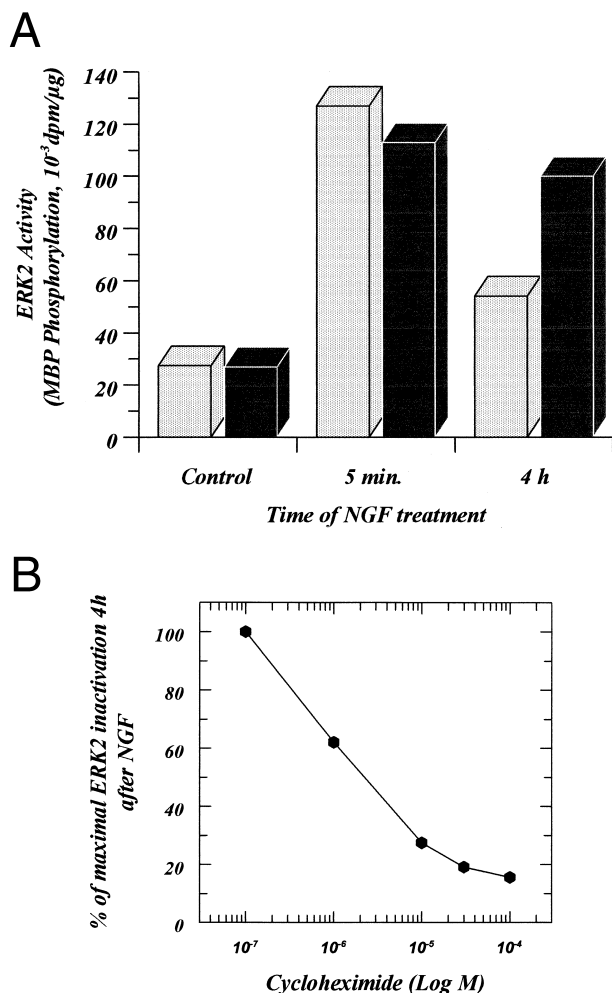 A
ERK2 Activity
(MBP Phosphorylation, 10⁻³dpm/µg)
140
120
100
80
60
40
20
0
Control 5 min. 4 h
Time of NGF treatment
B
% of maximal ERK2 inactivation 4h
after NGF
100
80
60
40
20
0
10⁻⁷ 10⁻⁶ 10⁻⁵ 10⁻⁴
Cycloheximide (Log M)